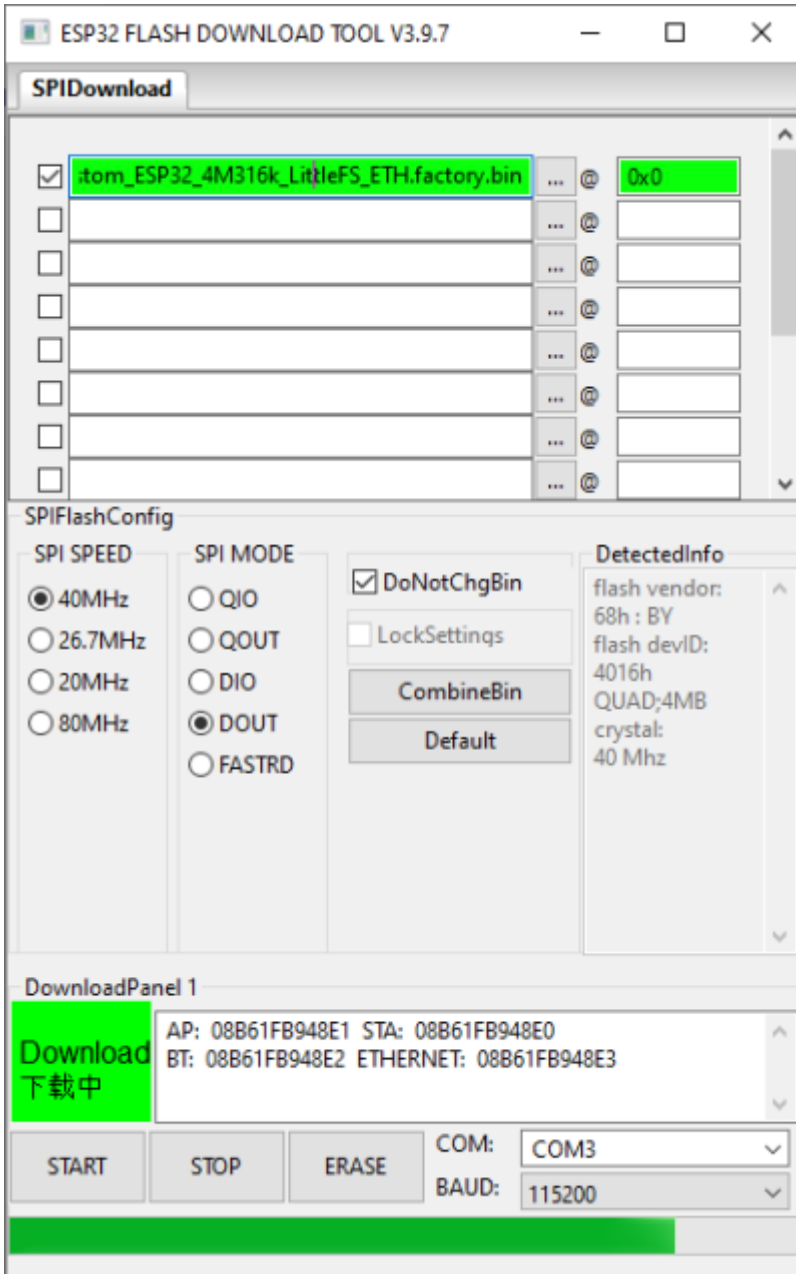 ESP32 FLASH DOWNLOAD TOOL V3.9.7
SPIDownload
tom_ESP32_4M316k_LittleFS_ETH.factory.bin ... @ 0x0
... @
... @
... @
... @
... @
... @
... @
SPIFlashConfig
SPI SPEED
40MHz
26.7MHz
20MHz
80MHz
SPI MODE
QIO
QOUT
DIO
DOUT
FASTRD
DoNotChgBin
LockSettings
CombineBin
Default
DetectedInfo
flash vendor:
68h : BY
flash devID:
4016h
QUAD;4MB
crystal:
40 Mhz
DownloadPanel 1
Download
下载中
AP: 08B61FB948E1 STA: 08B61FB948E0
BT: 08B61FB948E2 ETHERNET: 08B61FB948E3
START STOP ERASE
COM: COM3
BAUD: 115200